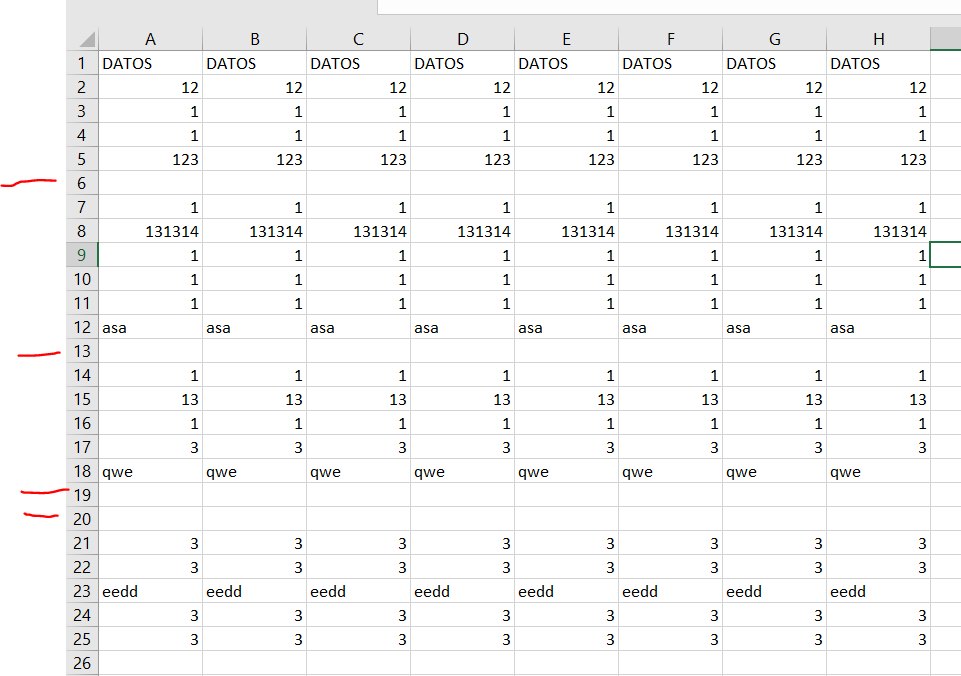 A B C D E F G H
1 DATOS DATOS DATOS DATOS DATOS DATOS DATOS DATOS
2 12 12 12 12 12 12 12 12
3 1 1 1 1 1 1 1 1
4 1 1 1 1 1 1 1 1
5 123 123 123 123 123 123 123 123
6
7 1 1 1 1 1 1 1 1
8 131314 131314 131314 131314 131314 131314 131314 131314
9 1 1 1 1 1 1 1 1
10 1 1 1 1 1 1 1 1
11 1 1 1 1 1 1 1 1
12 asa asa asa asa asa asa asa asa
13
14 1 1 1 1 1 1 1 1
15 13 13 13 13 13 13 13 13
16 1 1 1 1 1 1 1 1
17 3 3 3 3 3 3 3 3
18 qwe qwe qwe qwe qwe qwe qwe qwe
19
20
21 3 3 3 3 3 3 3 3
22 3 3 3 3 3 3 3 3
23 eedd eedd eedd eedd eedd eedd eedd eedd
24 3 3 3 3 3 3 3 3
25 3 3 3 3 3 3 3 3
26